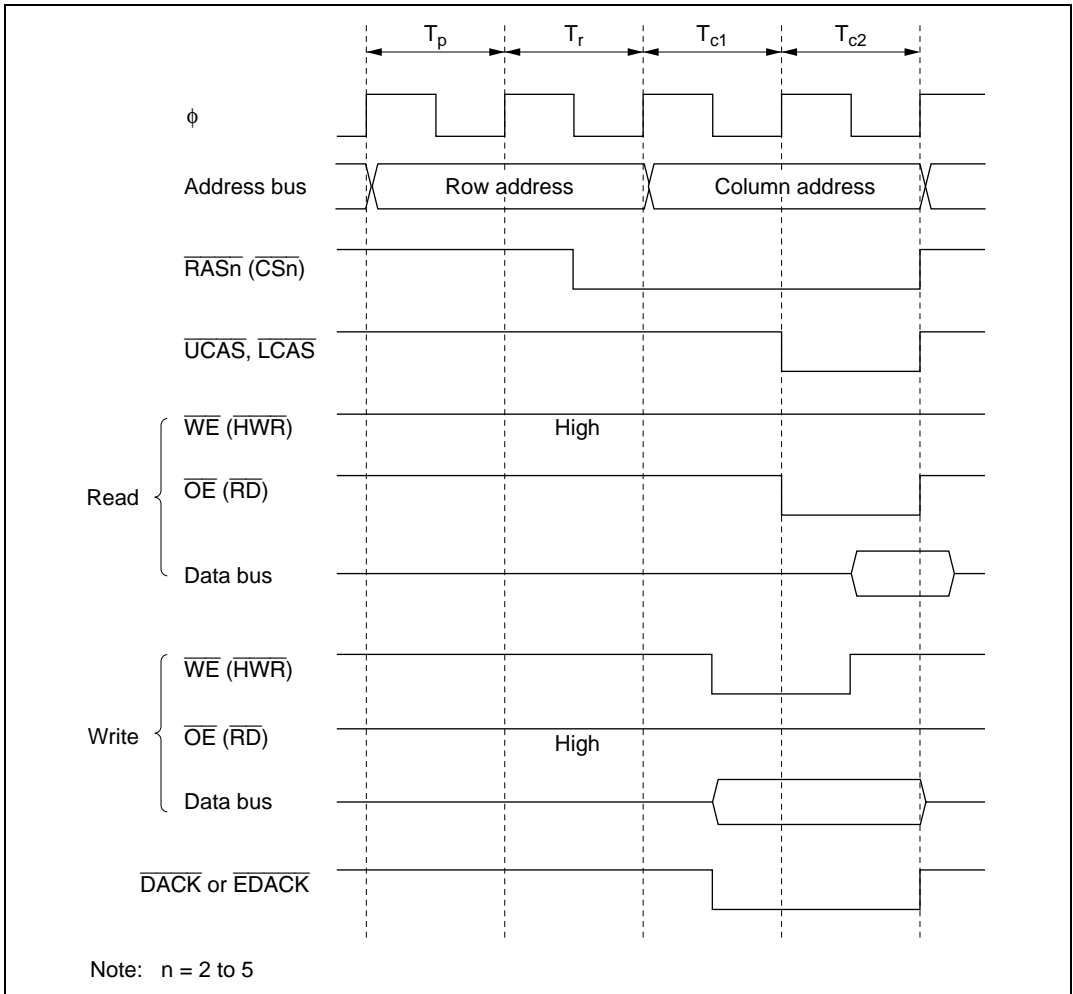 Tp Tr Tc1 Tc2
φ
Address bus Row address Column address
RASn (CSn)
UCAS, LCAS
Read
WE (HWR) High
OE (RD)
Data bus
Write
WE (HWR)
OE (RD) High
Data bus
DACK or EDACK
Note: n = 2 to 5